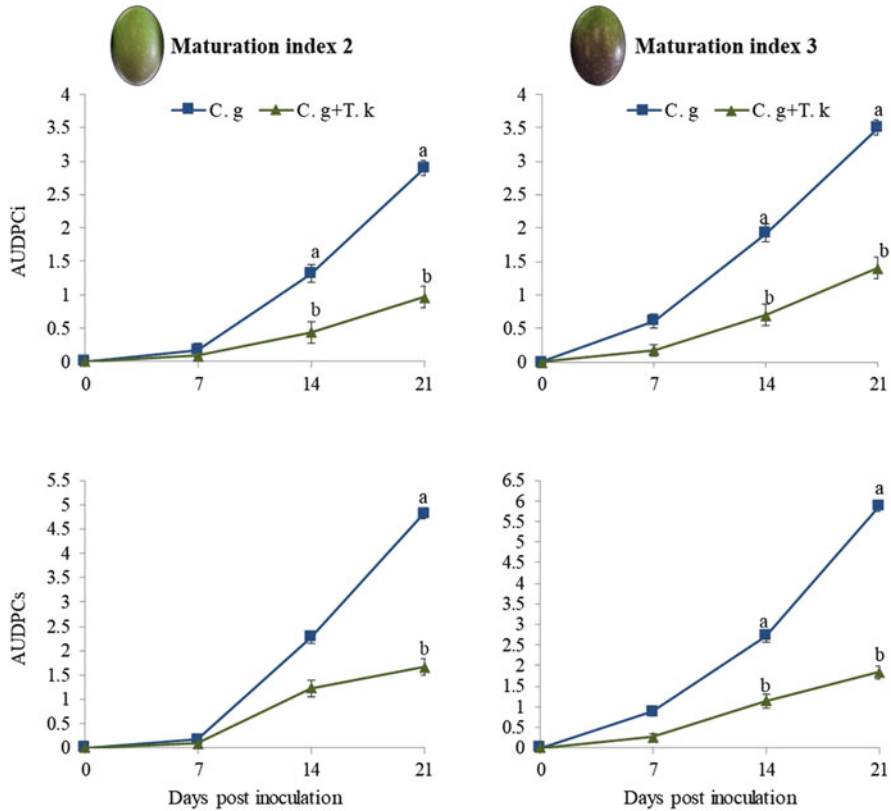 Maturation index 2
Maturation index 3
C. g C. g+T. k
C. g C. g+T. k
AUDPCi
4
3.5
3
2.5
2
1.5
1
0.5
0
0 7 14 21
a
b
a
b
4
3.5
3
2.5
2
1.5
1
0.5
0
0 7 14 21
a
b
a
b
AUDPCs
5.5
5
4.5
4
3.5
3
2.5
2
1.5
1
0.5
0
0 7 14 21
a
b
Days post inoculation
6.5
6
5.5
5
4.5
4
3.5
3
2.5
2
1.5
1
0.5
0
0 7 14 21
a
b
a
b
Days post inoculation